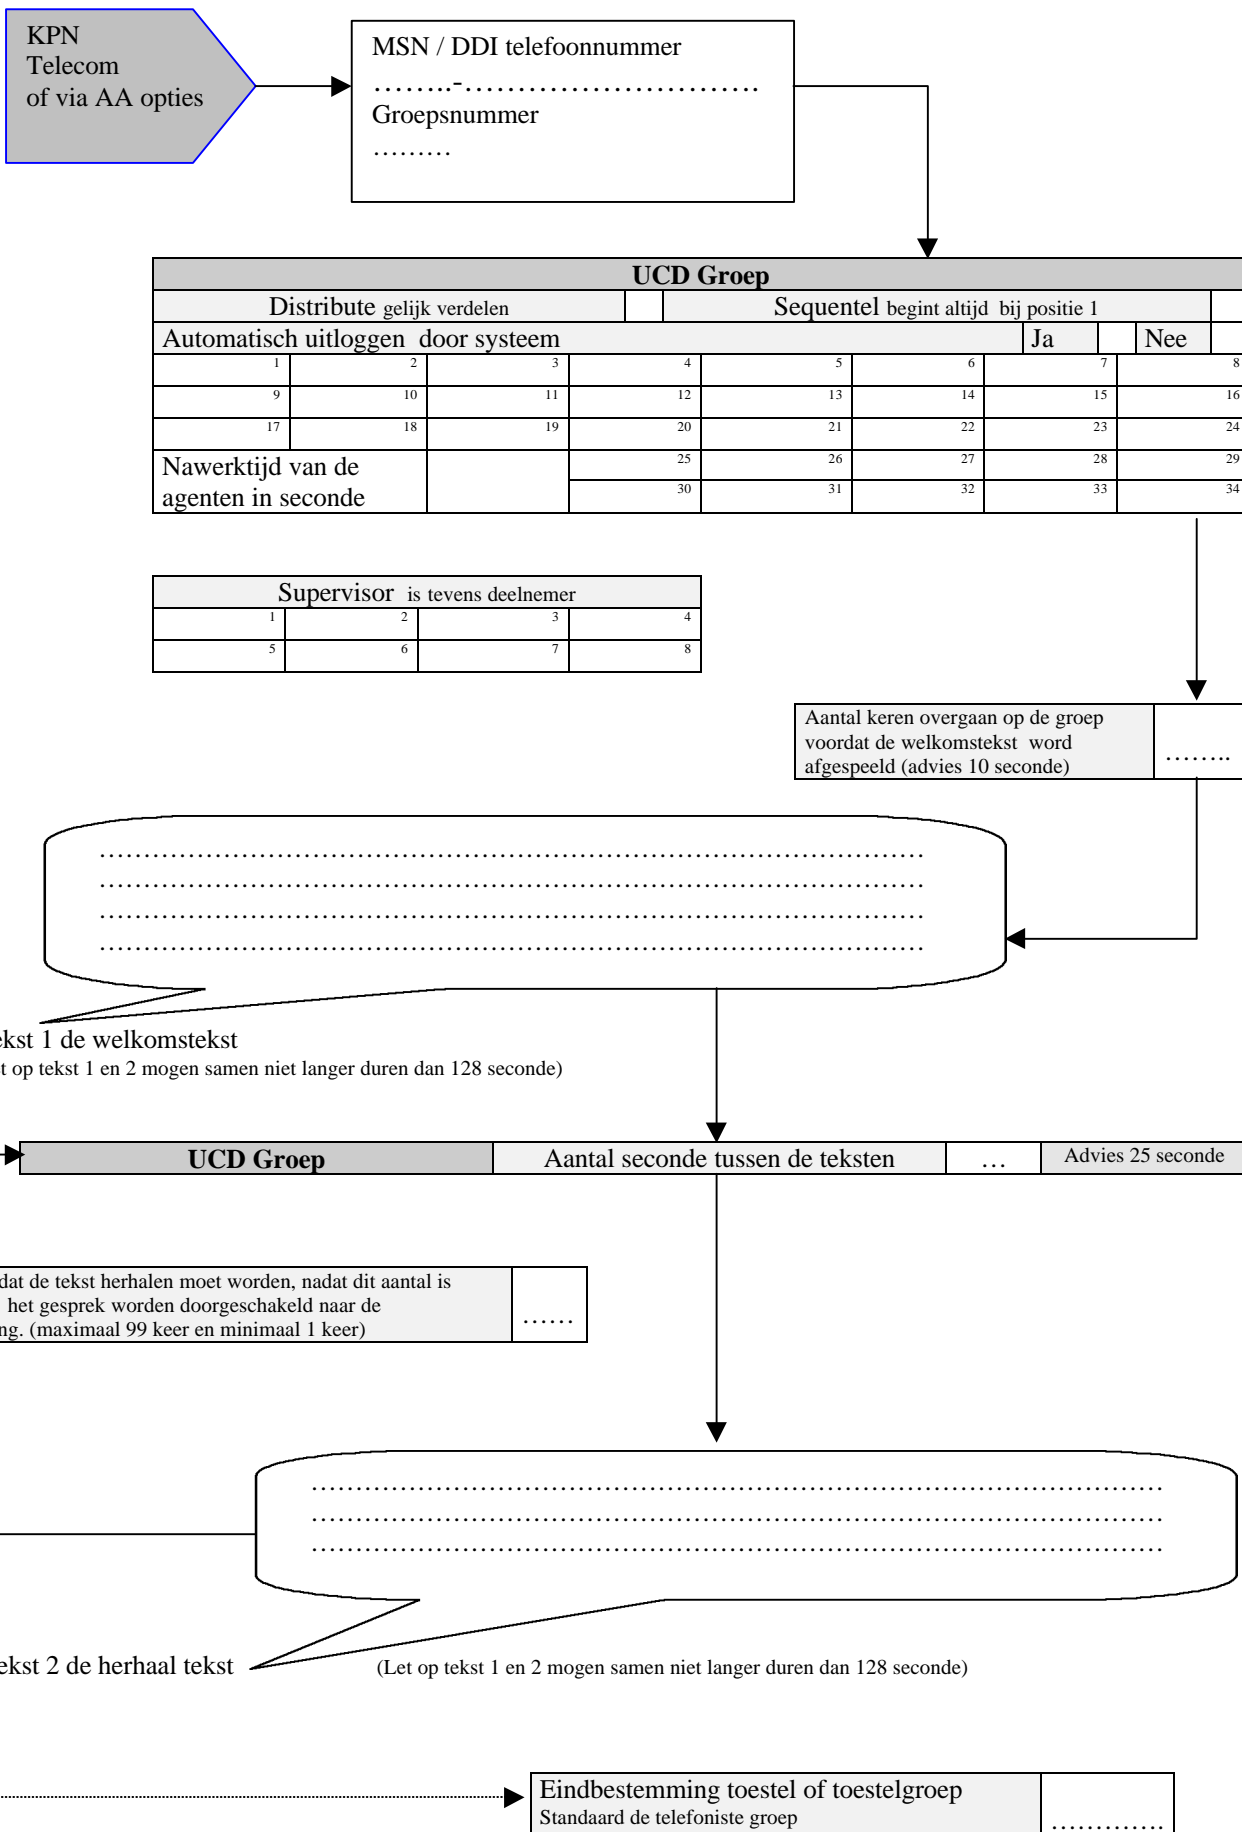 KPN
Telecom
of via AA opties
MSN / DDI telefoonnummer
……..-……………………….
Groepsnummer
………
UCD Groep
Distribute gelijk verdelen Sequentel begint altijd bij positie 1
Automatisch uitloggen door systeem Ja Nee
1 2 3 4 5 6 7 8
9 10 11 12 13 14 15 16
17 18 19 20 21 22 23 24
Nawerktijd van de 25 26 27 28 29
agenten in seconde 30 31 32 33 34
Supervisor is tevens deelnemer
1 2 3 4
5 6 7 8
Aantal keren overgaan op de groep
voordat de welkomstekst word
afgespeeld (advies 10 seconde) ……..
…………………………………………………………………………………
…………………………………………………………………………………
…………………………………………………………………………………
…………………………………………………………………………………
ekst 1 de welkomstekst
t op tekst 1 en 2 mogen samen niet langer duren dan 128 seconde)
UCD Groep Aantal seconde tussen de teksten … Advies 25 seconde
dat de tekst herhalen moet worden, nadat dit aantal is
het gesprek worden doorgeschakeld naar de
ng. (maximaal 99 keer en minimaal 1 keer) ……
……………………………………………………………………………………
……………………………………………………………………………………
……………………………………………………………………………………
ekst 2 de herhaal tekst (Let op tekst 1 en 2 mogen samen niet langer duren dan 128 seconde)
Eindbestemming toestel of toestelgroep
Standaard de telefoniste groep ………….